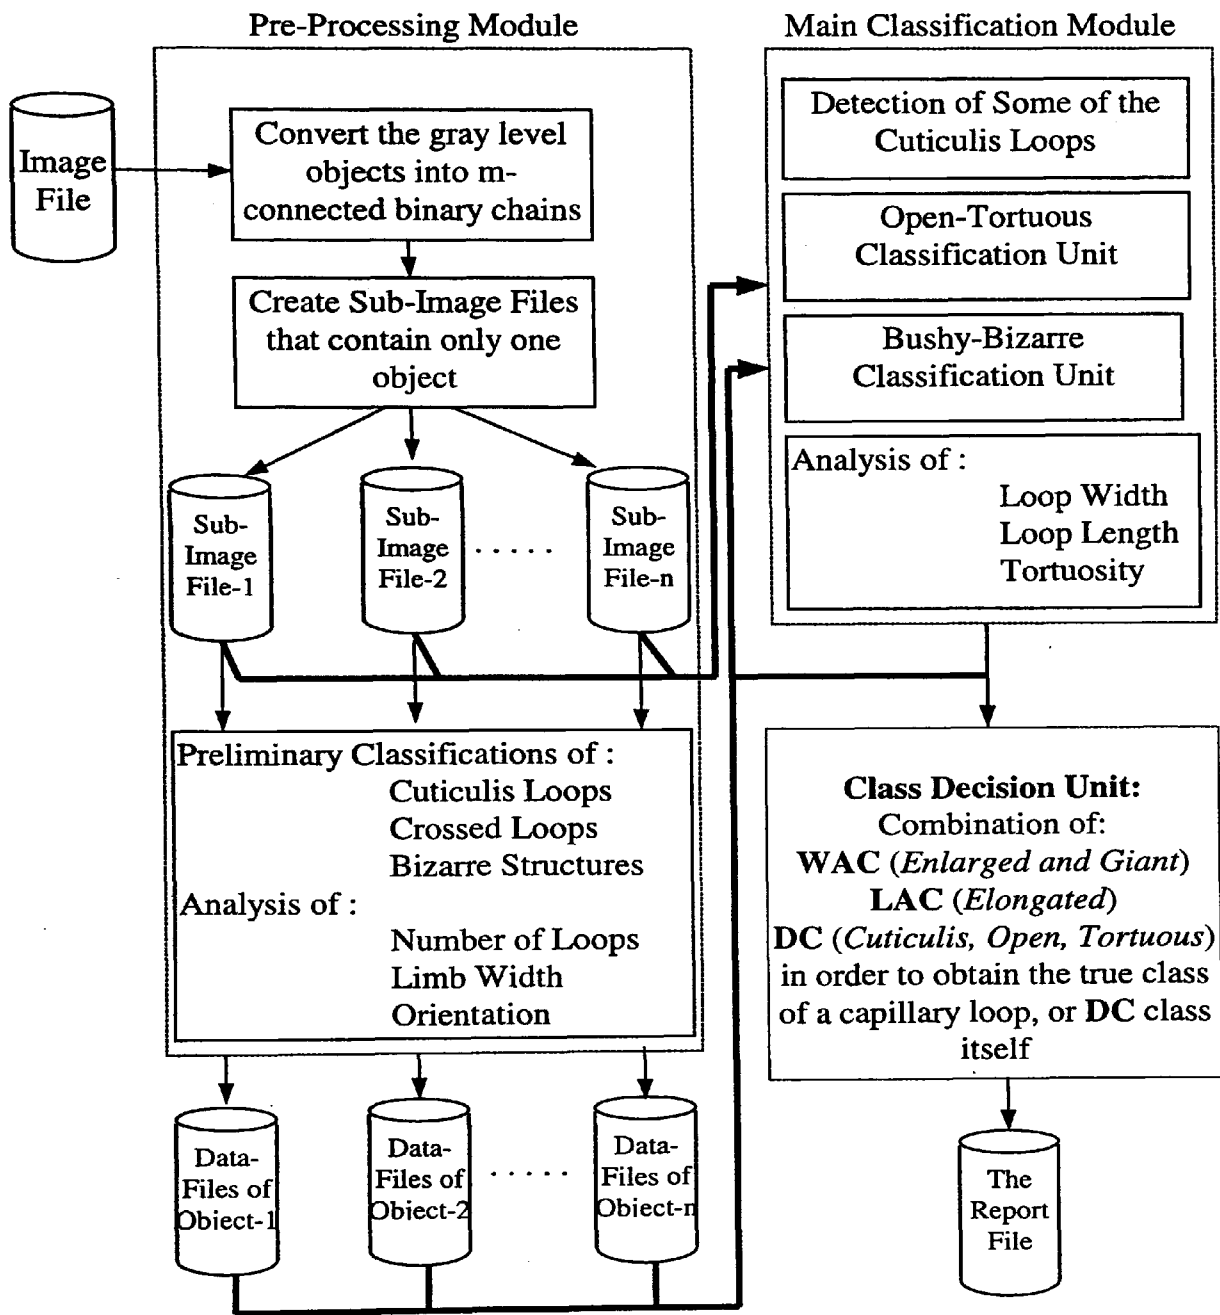 Pre-Processing Module
Main Classification Module
Image
File
Convert the gray level
objects into m-
connected binary chains
Create Sub-Image Files
that contain only one
object
Sub-
Image
File-1
Sub-
Image
File-2
. . . . .
Sub-
Image
File-n
Preliminary Classifications of :
Cuticulis Loops
Crossed Loops
Bizarre Structures
Analysis of :
Number of Loops
Limb Width
Orientation
Data-
Files of
Object-1
Data-
Files of
Object-2
. . . . .
Data-
Files of
Object-n
Detection of Some of the
Cuticulis Loops
Open-Tortuous
Classification Unit
Bushy-Bizarre
Classification Unit
Analysis of :
Loop Width
Loop Length
Tortuosity
Class Decision Unit:
Combination of:
WAC (Enlarged and Giant)
LAC (Elongated)
DC (Cuticulis, Open, Tortuous)
in order to obtain the true class
of a capillary loop, or DC class
itself
The
Report
File